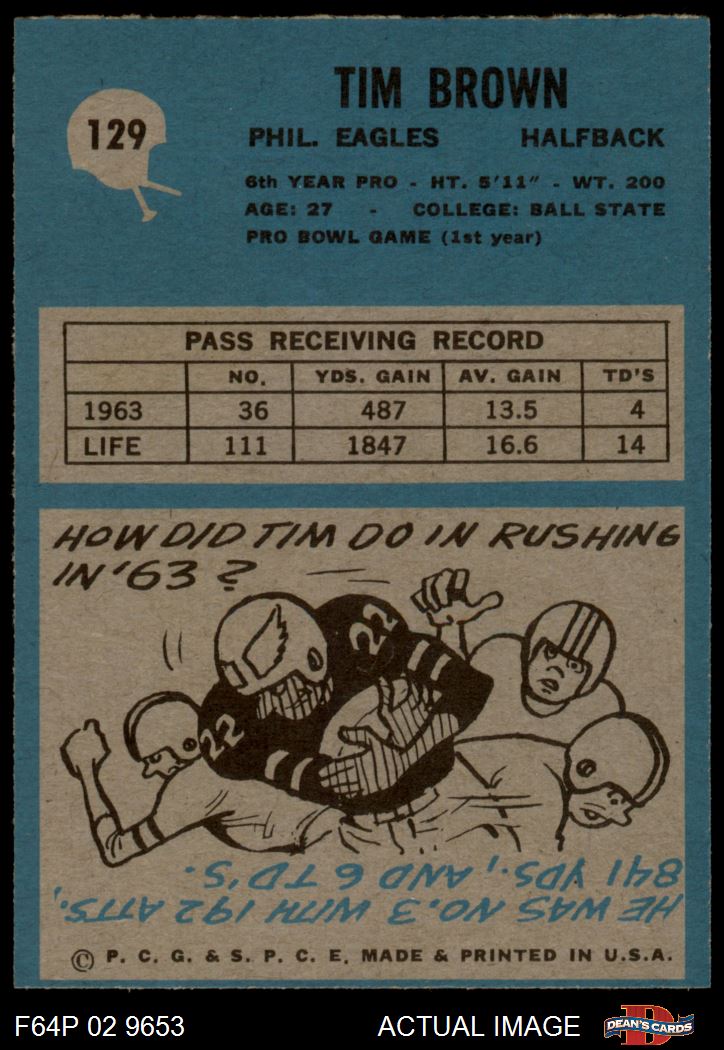 129
TIM BROWN
PHIL. EAGLES HALFBACK
6th YEAR PRO - HT. 5'11" - WT. 200
AGE: 27 - COLLEGE: BALL STATE
PRO BOWL GAME (1st year)
PASS RECEIVING RECORD
NO. YDS. GAIN AV. GAIN TD'S
1963 36 487 13.5 4
LIFE 111 1847 16.6 14
HOW DID TIM DO IN RUSHING
IN '63?
22
22
HE WAS NO. 3 WITH 192 ATTS.,
841 YDS., AND 6 TD'S.
© P. C. G. & S. P. C. E. MADE & PRINTED IN U.S.A.
F64P 02 9653 ACTUAL IMAGE
D
DEAN'S CARDS